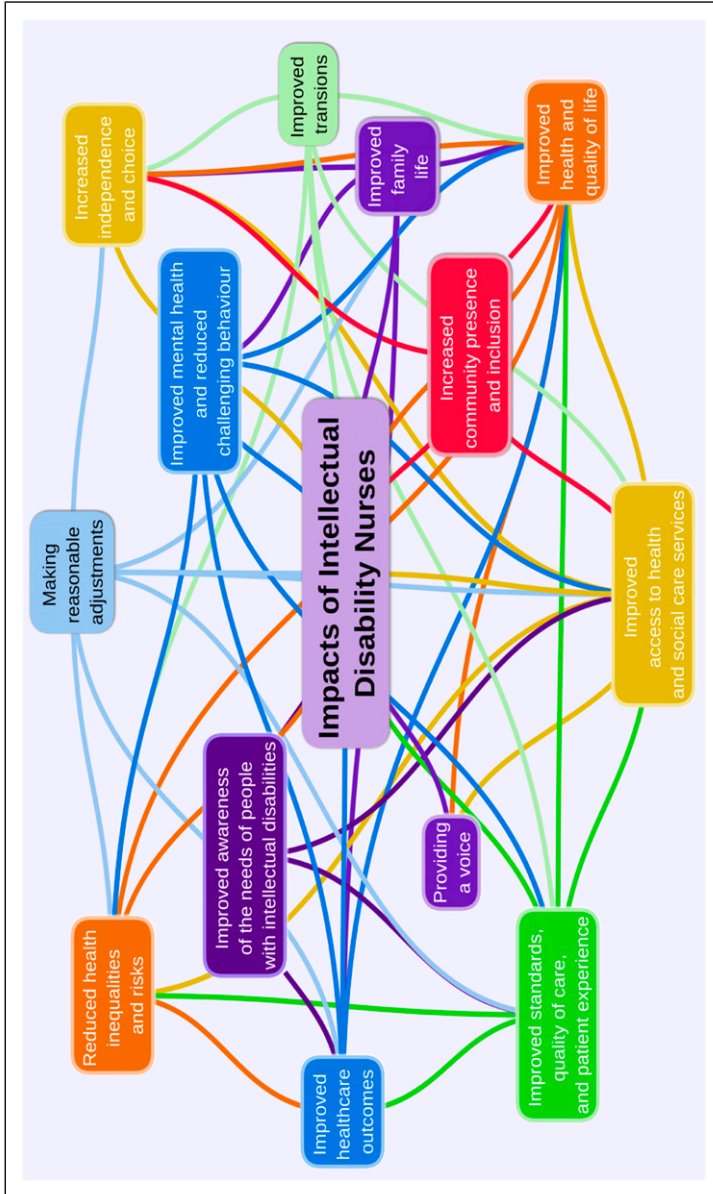 Reduced health
inequalities
and risks
Making
reasonable
adjustments
Increased
independence
and choice
Improved mental health
and reduced
challenging behaviour
Improved awareness
of the needs of people
with intellectual disabilities
Improved
transions
Improved
healthcare
outcomes
Impacts of Intellectual
Disability Nurses
Improved
family
life
Providing
a voice
Increased
community presence
and inclusion
Improved standards,
quality of care,
and patient experience
Improved
access to health
and social care services
Improved
health and
quality of life